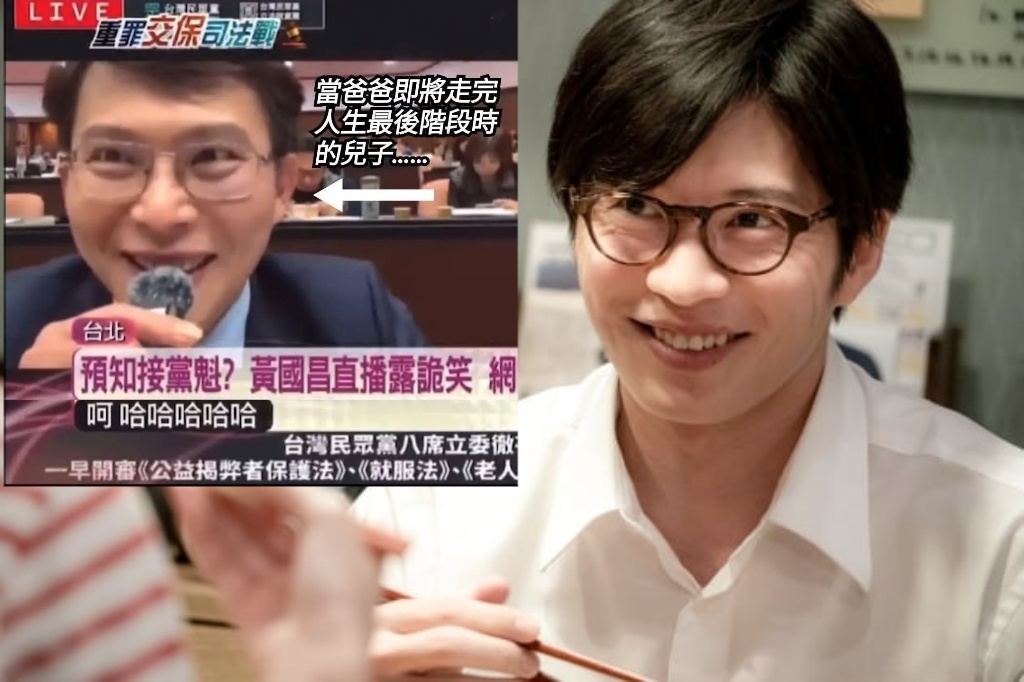 LIVE
台灣民眾黨
重罪交保司法戰
當爸爸即將走完
人生最後階段時
的兒子……
台北
預知接黨魁? 黃國昌直播露詭笑 網
呵 哈哈哈哈哈
台灣民眾黨八席立委徹
一早開審《公益揭弊者保護法》、《就服法》、《老人